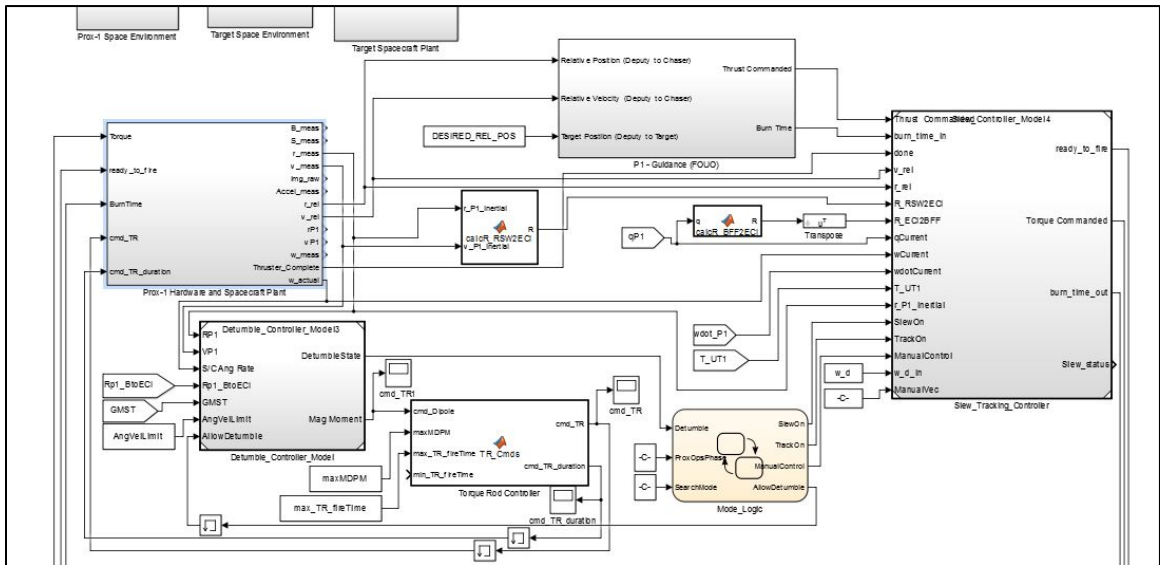 Prox-1 Space Environment
Target Space Environment
Target Spacecraft Plant
Relative Position (Deputy to Chaser)
Relative Velocity (Deputy to Chaser)
Target Position (Deputy to Target)
Thrust Commanded
Burn Time
P1 - Guidance (FOUO)
DESIRED_REL_POS
Torque
ready_to_fire
BurnTime
cmd_TR
cmd_TR_duration
B_meas
S_meas
r_meas
v_meas
Img_raw
Accel_meas
r_rel
v_rel
rP1
vP1
w_meas
Thruster_Complete
w_actual
Prox-1 Hardware and Spacecraft Plant
r_P1_Inertial
v_P1_Inertial
R
calcR_RSW2ECI
qP1
q
R
calcR_BFF2ECI
uT
Transpose
wdot_P1
T_UT1
Slew_Controller_Model4
Thrust Commanded
burn_time_in
done
v_rel
r_rel
R_RSW2ECI
R_ECI2BFF
qCurrent
wCurrent
wdotCurrent
T_UT1
r_P1_Inertial
SlewOn
TrackOn
ManualControl
w_d_in
ManualVec
ready_to_fire
Torque Commanded
burn_time_out
Slew_status
Slew_Tracking_Controller
w_d
-C-
Detumble_Controller_Model3
RP1
VP1
S/C Ang Rate
Rp1_BtoECI
GMST
AngVelLimit
AllowDetumble
DetumbleState
Mag Moment
Detumble_Controller_Model
Rp1_BtoECI
GMST
AngVelLimit
cmd_TR1
cmd_Dipole
maxMDPM
max_TR_fireTime
min_TR_fireTime
cmd_TR
cmd_TR_duration
TR_Cmds
Torque Rod Controller
maxMDPM
max_TR_fireTime
cmd_TR
cmd_TR_duration
-C-
-C-
Detumble
ProxOpsPhase
SearchMode
SlewOn
TrackOn
ManualControl
AllowDetumble
Mode_Logic